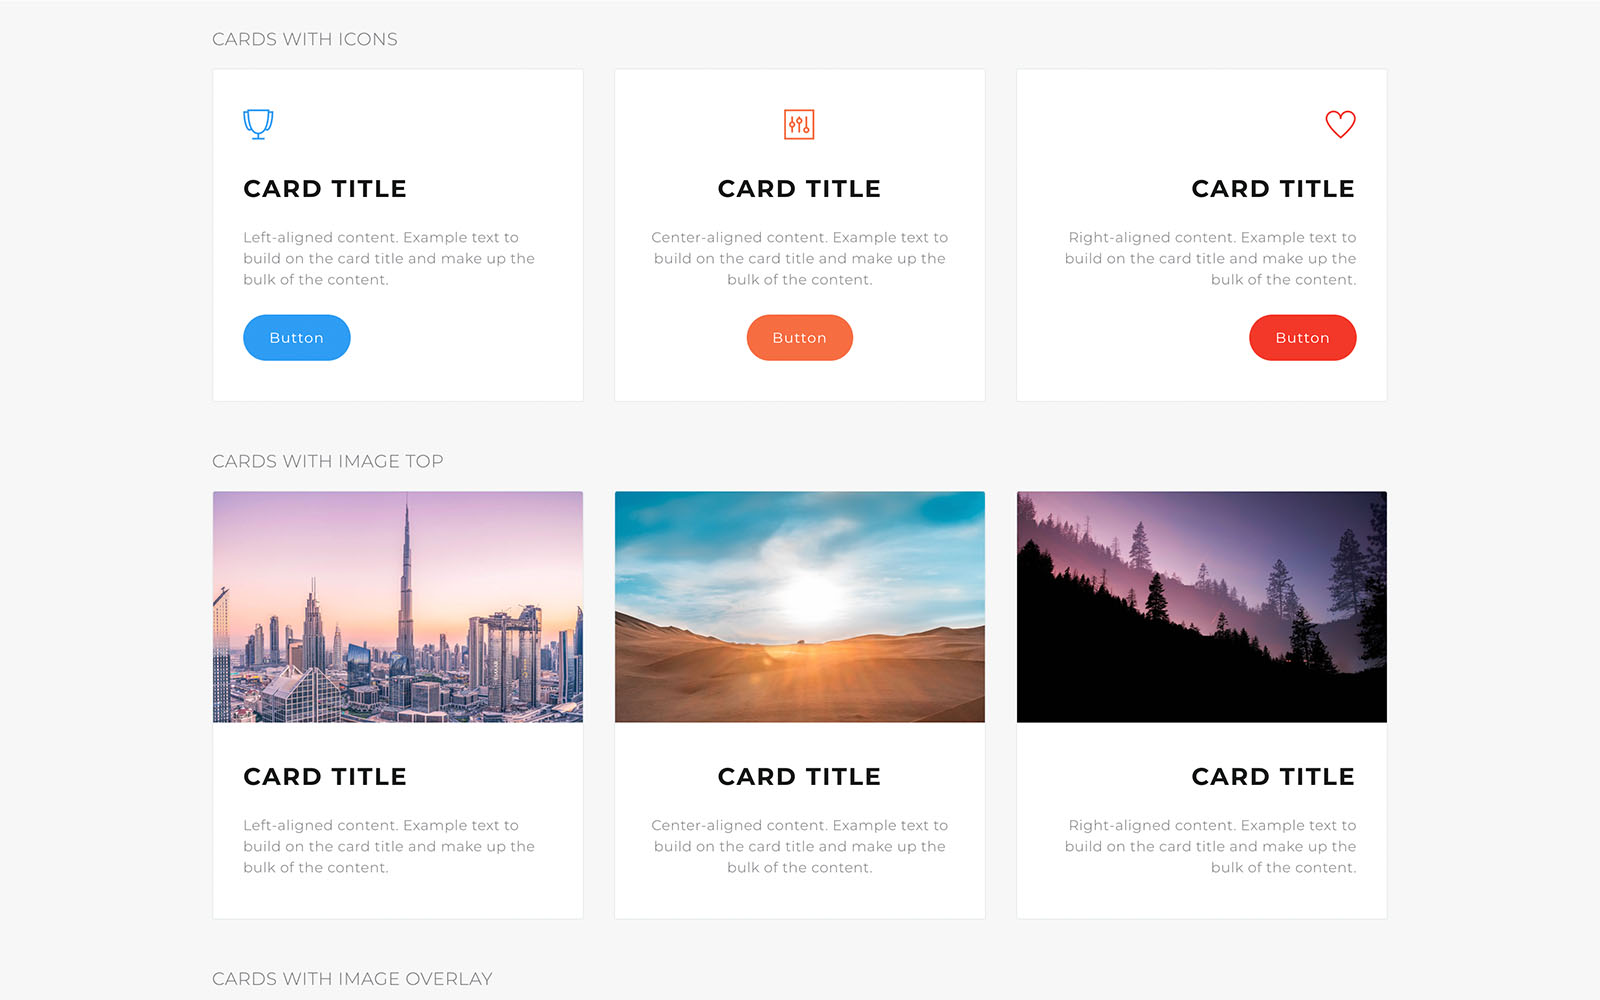 CARDS WITH ICONS
CARD TITLE
Left-aligned content. Example text to
build on the card title and make up the
bulk of the content.
Button
CARD TITLE
Center-aligned content. Example text to
build on the card title and make up the
bulk of the content.
Button
CARD TITLE
Right-aligned content. Example text to
build on the card title and make up the
bulk of the content.
Button
CARDS WITH IMAGE TOP
CARD TITLE
Left-aligned content. Example text to
build on the card title and make up the
bulk of the content.
CARD TITLE
Center-aligned content. Example text to
build on the card title and make up the
bulk of the content.
CARD TITLE
Right-aligned content. Example text to
build on the card title and make up the
bulk of the content.
CARDS WITH IMAGE OVERLAY